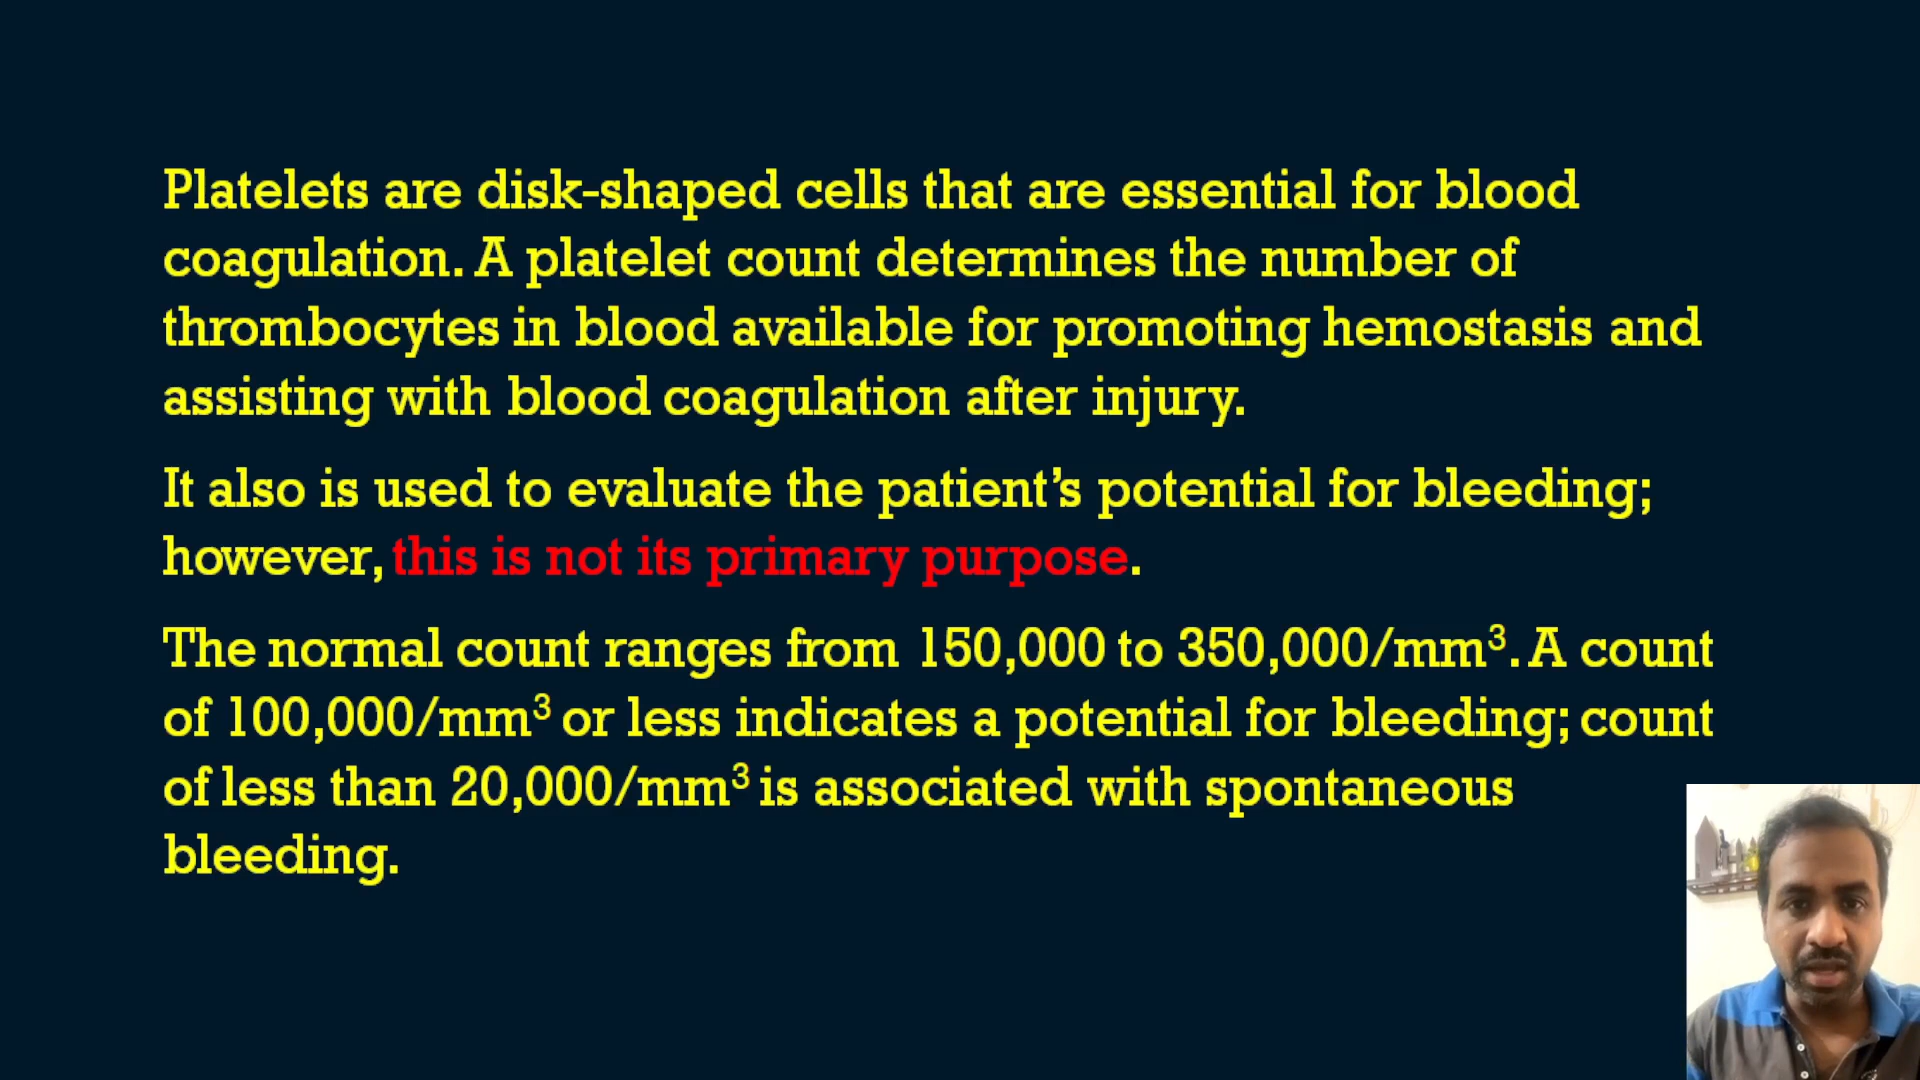 Platelets are disk-shaped cells that are essential for blood
coagulation. A platelet count determines the number of
thrombocytes in blood available for promoting hemostasis and
assisting with blood coagulation after injury.
It also is used to evaluate the patient’s potential for bleeding;
however, this is not its primary purpose.
The normal count ranges from 150,000 to 350,000/mm³. A count
of 100,000/mm³ or less indicates a potential for bleeding; count
of less than 20,000/mm³ is associated with spontaneous
bleeding.